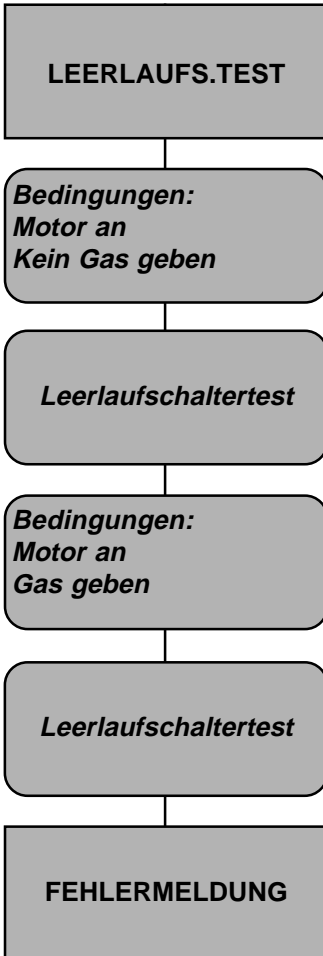 LEERLAUFS.TEST
Bedingungen:
Motor an
Kein Gas geben
Leerlaufschaltertest
Bedingungen:
Motor an
Gas geben
Leerlaufschaltertest
FEHLERMELDUNG